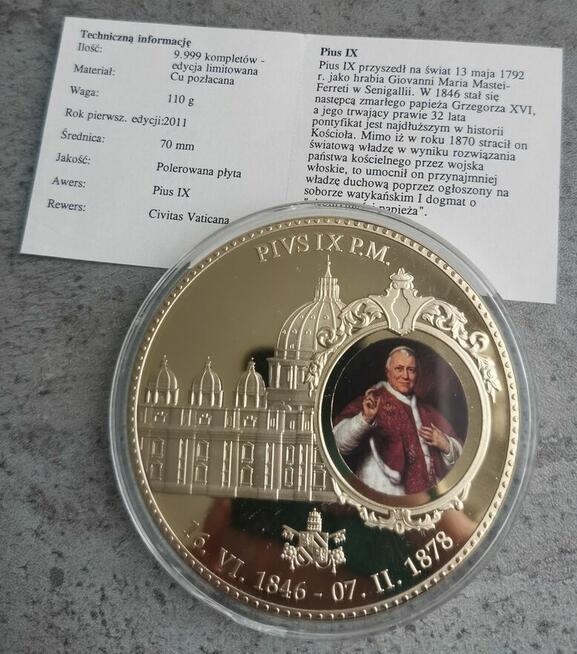 Techniczną informację
Ilość: 9.999 kompletów -
edycja limitowana
Materiał: Cu pozłacana
Waga: 110 g
Rok pierwsz. edycji:2011
Średnica: 70 mm
Jakość: Polerowana płyta
Awers: Pius IX
Rewers: Civitas Vaticana
Pius IX
Pius IX przyszedł na świat 13 maja 1792
r. jako hrabia Giovanni Maria Mastei-
Ferreti w Senigallii. W 1846 stał się
następcą zmarłego papieża Grzegorza XVI,
a jego trwający prawie 32 lata
pontyfikat jest najdłuższym w historii
Kościoła. Mimo iż w roku 1870 stracił on
światową władzę w wyniku rozwiązania
państwa kościelnego przez wojska
włoskie, to umocnił on przynajmniej
władzę duchową poprzez ogłoszony na
soborze watykańskim I dogmat o
papieża".
PIVS IX P.M.
16. VI. 1846 - 07. II. 1878